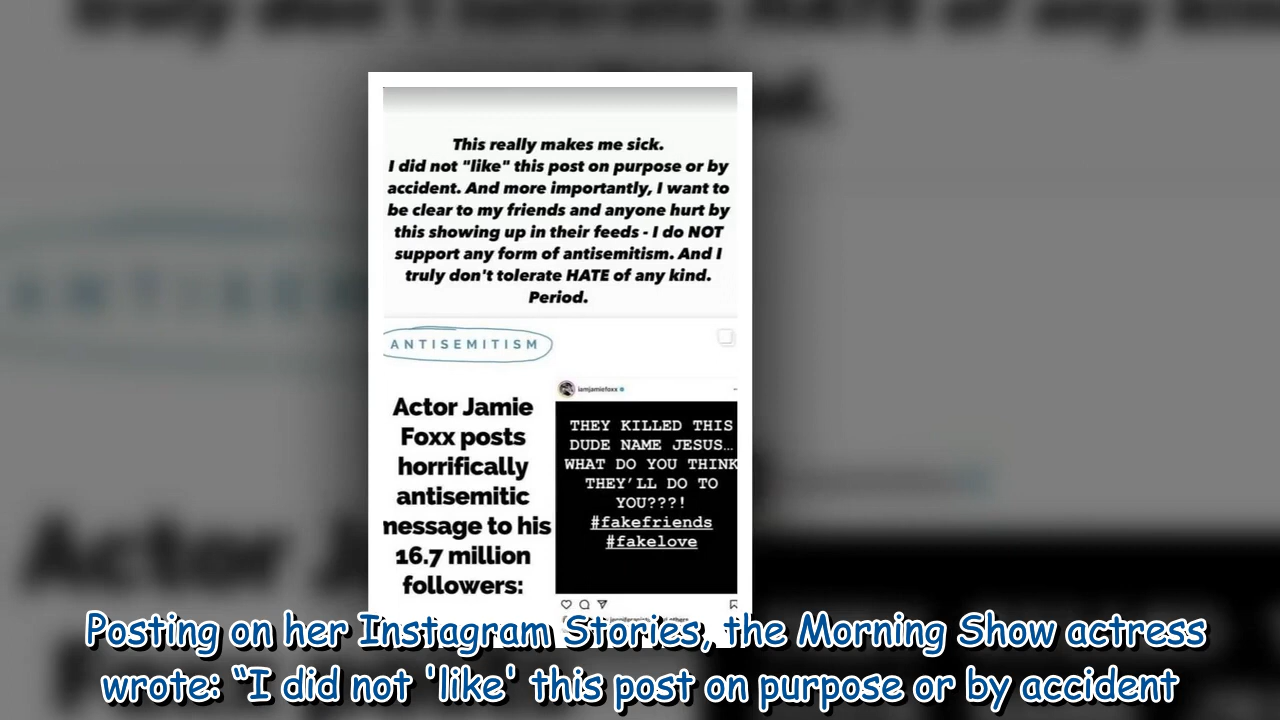 This really makes me sick.
I did not "like" this post on purpose or by
accident. And more importantly, I want to
be clear to my friends and anyone hurt by
this showing up in their feeds - I do NOT
support any form of antisemitism. And I
truly don't tolerate HATE of any kind.
Period.
ANTISEMITISM
Actor Jamie
Foxx posts
horrifically
antisemitic
message to his
16.7 million
followers:
iamjamiefoxx
THEY KILLED THIS
DUDE NAME JESUS…
WHAT DO YOU THINK
THEY'LL DO TO
YOU???!
#fakefriends
#fakelove
Posting on her Instagram Stories, the Morning Show actress
wrote: “I did not 'like' this post on purpose or by accident